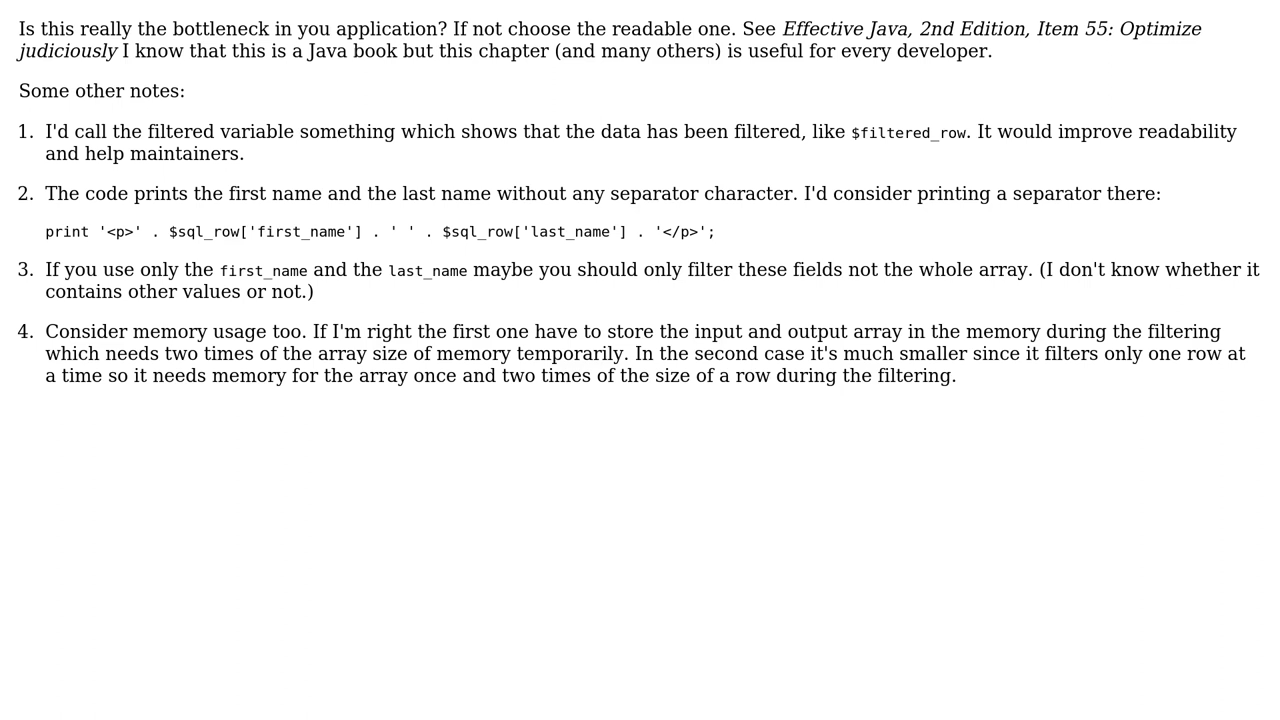 Is this really the bottleneck in you application? If not choose the readable one. See Effective Java, 2nd Edition, Item 55: Optimize
judiciously I know that this is a Java book but this chapter (and many others) is useful for every developer.
Some other notes:
1. I'd call the filtered variable something which shows that the data has been filtered, like $filtered_row. It would improve readability
and help maintainers.
2. The code prints the first name and the last name without any separator character. I'd consider printing a separator there:
print '<p>' . $sql_row['first_name'] . ' ' . $sql_row['last_name'] . '</p>';
3. If you use only the first_name and the last_name maybe you should only filter these fields not the whole array. (I don't know whether it
contains other values or not.)
4. Consider memory usage too. If I'm right the first one have to store the input and output array in the memory during the filtering
which needs two times of the array size of memory temporarily. In the second case it's much smaller since it filters only one row at
a time so it needs memory for the array once and two times of the size of a row during the filtering.